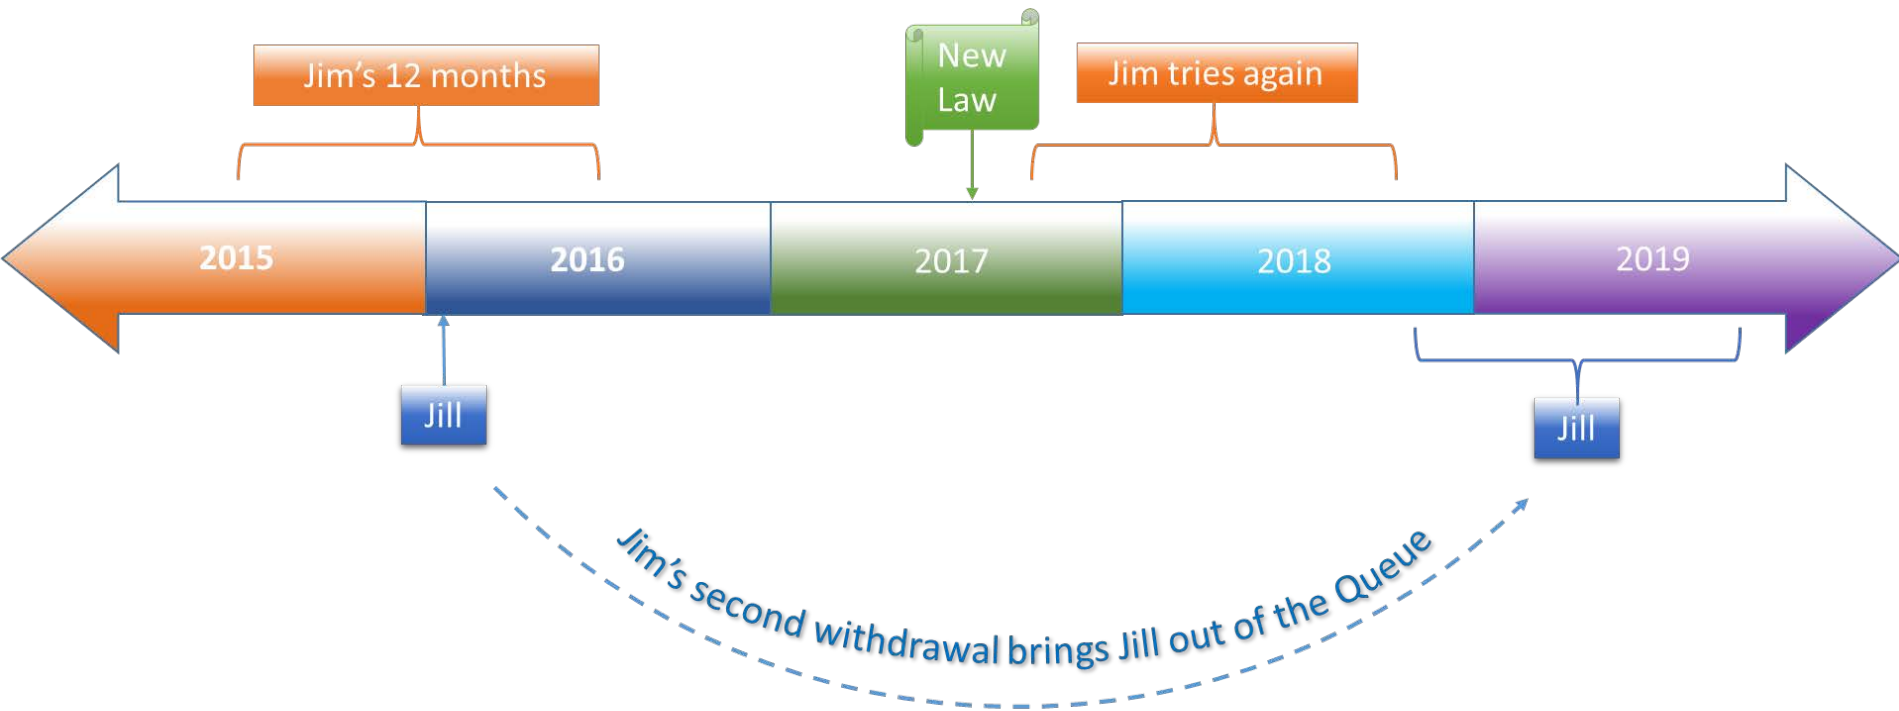 Jim's 12 months
New
Law
Jim tries again
2015
2016
2017
2018
2019
Jill
Jill
Jim's second withdrawal brings Jill out of the Queue